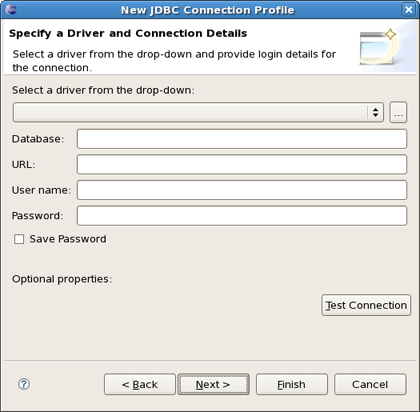 New JDBC Connection Profile
Specify a Driver and Connection Details
Select a driver from the drop-down and provide login details for
the connection.
Select a driver from the drop-down:
...
Database:
URL:
User name:
Password:
Save Password
Optional properties:
Test Connection
? < Back Next > Finish Cancel